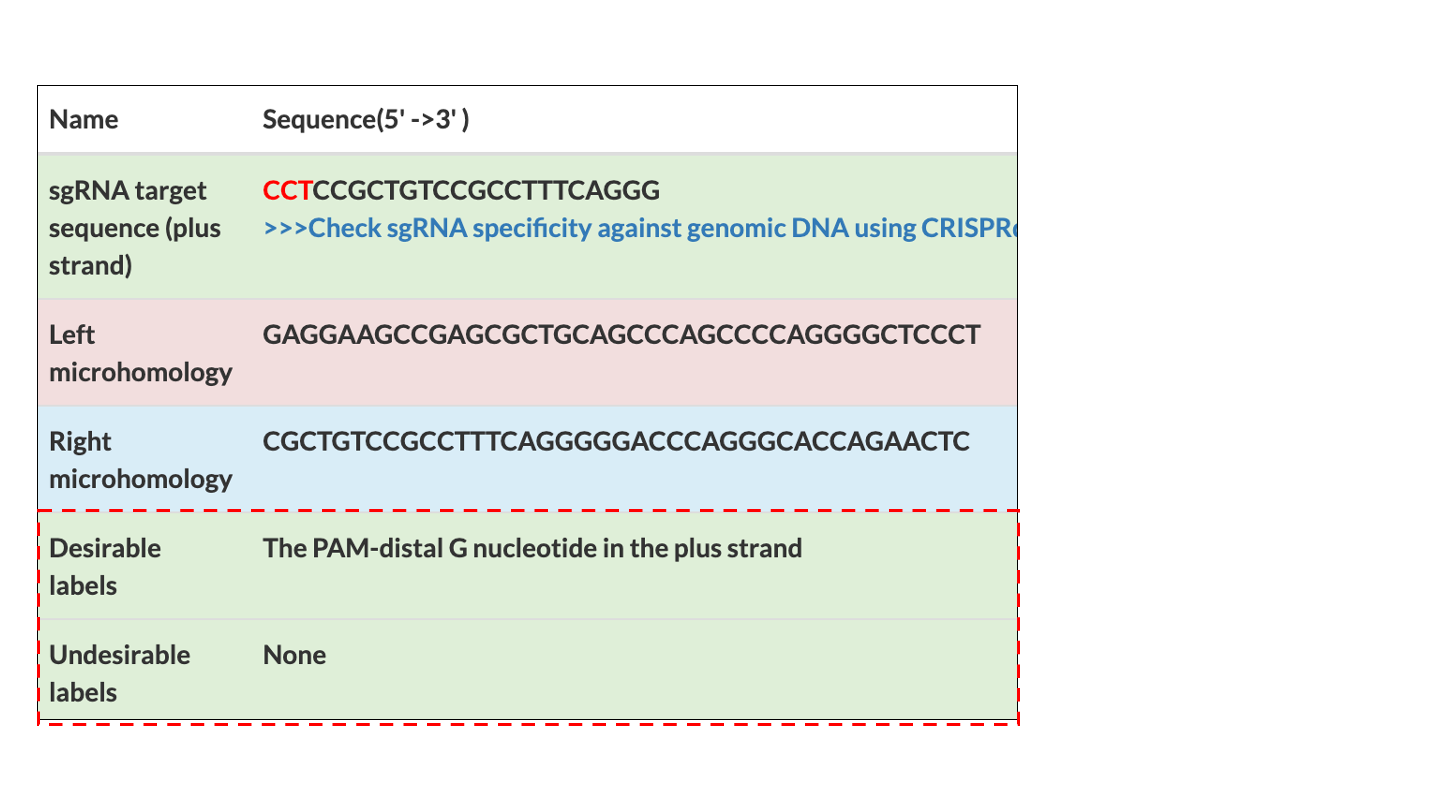 Name Sequence(5' ->3' )
sgRNA target CCTCCGCTGTCCGCCTTTCAGGG
sequence (plus >>>Check sgRNA specificity against genomic DNA using CRISPR
strand)
Left GAGGAAGCCGAGCGCTGCAGCCCAGCCCCAGGGGCTCCCT
microhomology
Right CGCTGTCCGCCTTTCAGGGGGACCCAGGGCACCAGAACTC
microhomology
Desirable The PAM-distal G nucleotide in the plus strand
labels
Undesirable None
labels